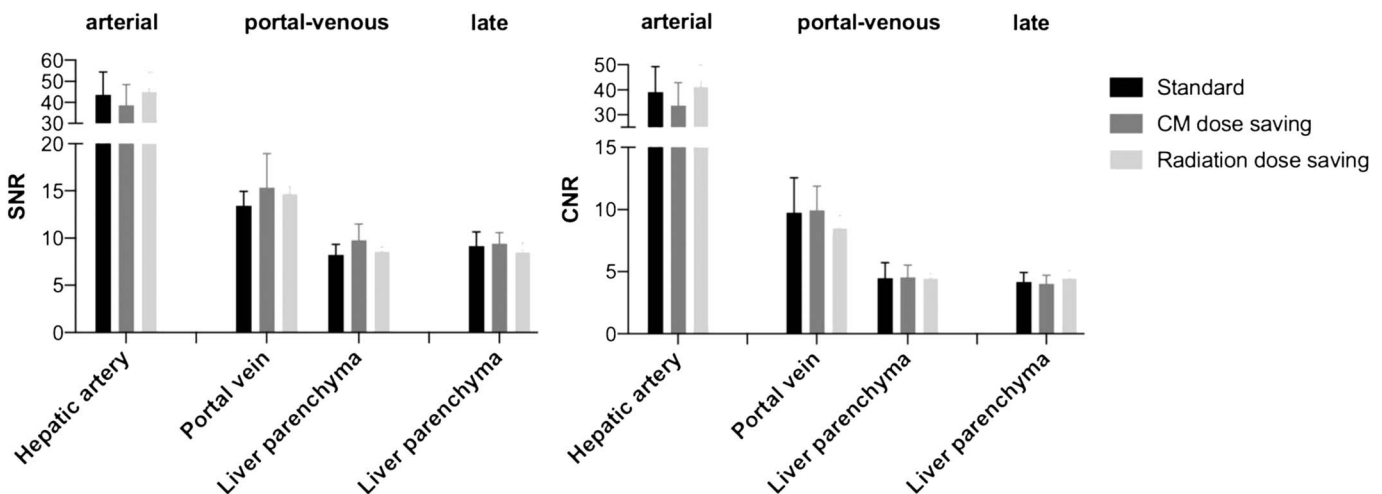 arterial portal-venous late
SNR
60
50
40
30
20
15
10
5
0
Hepatic artery
Portal vein
Liver parenchyma
Liver parenchyma
arterial portal-venous late
CNR
50
40
30
15
10
5
0
Hepatic artery
Portal vein
Liver parenchyma
Liver parenchyma
Standard
CM dose saving
Radiation dose saving